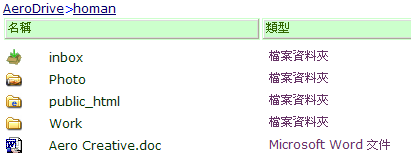 AeroDrive>homan
名稱 類型
inbox 檔案資料夾
Photo 檔案資料夾
public_html 檔案資料夾
Work 檔案資料夾
Aero Creative.doc Microsoft Word 文件